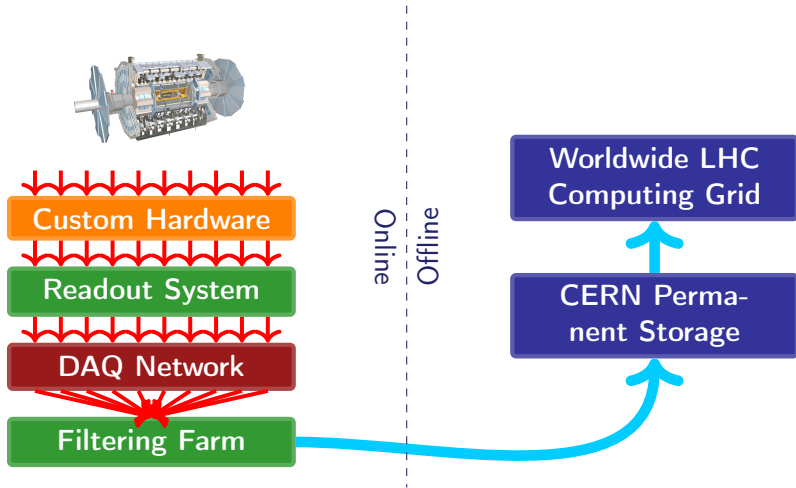 Custom Hardware
Readout System
DAQ Network
Filtering Farm
Online
Offline
Worldwide LHC
Computing Grid
CERN Perma-
nent Storage